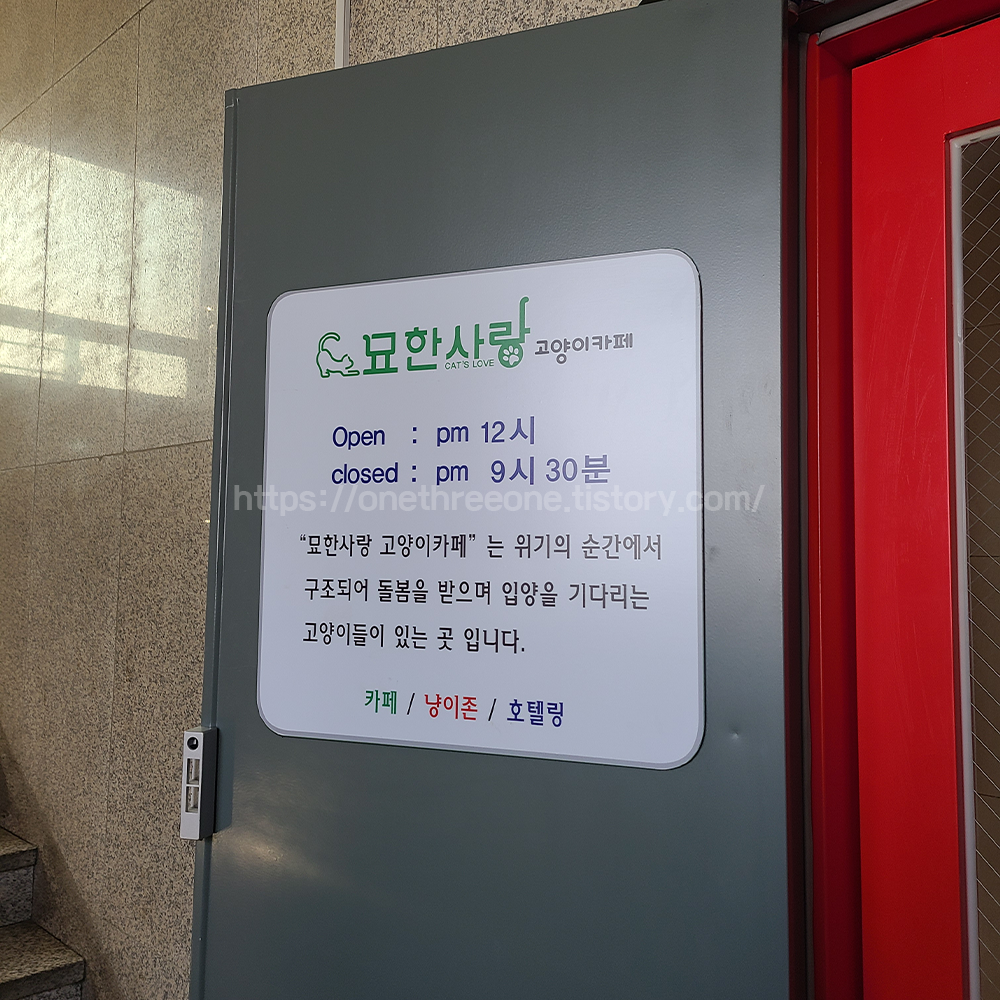 묘한사랑 고양이카페
CAT'S LOVE
Open : pm 12시
closed : pm 9시 30분
https://onethreeone.tistory.com/
“묘한사랑 고양이카페” 는 위기의 순간에서
구조되어 돌봄을 받으며 입양을 기다리는
고양이들이 있는 곳 입니다.
카페 / 냥이존 / 호텔링